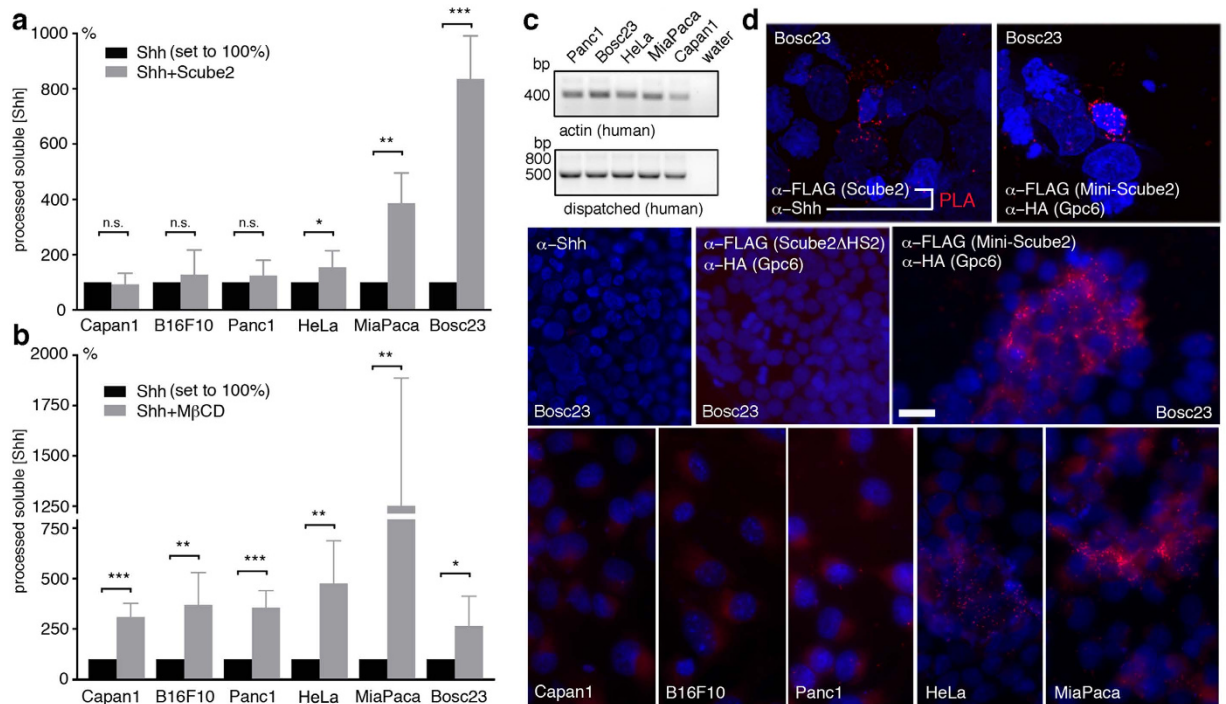 a
%
1000
800
600
400
200
0
processed soluble [Shh]
Shh (set to 100%)
Shh+Scube2
n.s.
n.s.
n.s.
*
**
***
Capan1
B16F10
Panc1
HeLa
MiaPaca
Bosc23
b
%
2000
1750
1500
1250
750
500
250
0
processed soluble [Shh]
Shh (set to 100%)
Shh+MβCD
***
**
***
**
**
*
Capan1
B16F10
Panc1
HeLa
MiaPaca
Bosc23
c
Panc1
Bosc23
HeLa
MiaPaca
Capan1
water
bp
400
actin (human)
bp
800
500
dispatched (human)
d
Bosc23
α–FLAG (Scube2)
α–Shh
PLA
Bosc23
α–FLAG (Mini-Scube2)
α–HA (Gpc6)
α–Shh
Bosc23
α–FLAG (Scube2ΔHS2)
α–HA (Gpc6)
Bosc23
α–FLAG (Mini-Scube2)
α–HA (Gpc6)
Bosc23
Capan1
B16F10
Panc1
HeLa
MiaPaca